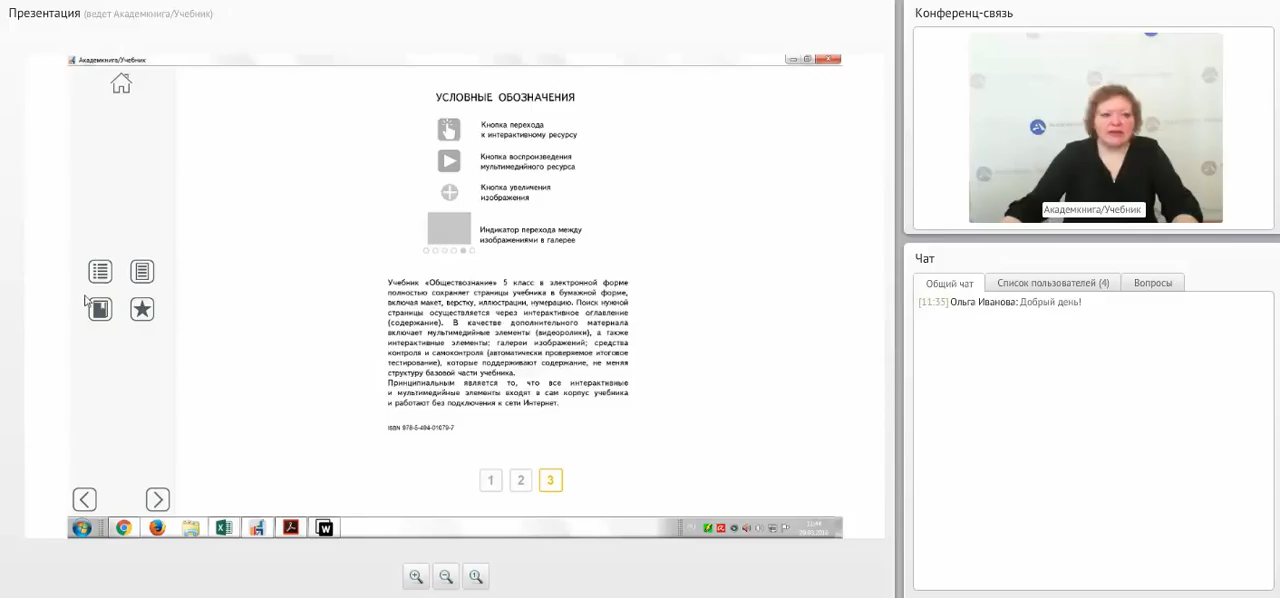 Презентация (ведет Академкнига/Учебник)
Академкнига/Учебник
УСЛОВНЫЕ ОБОЗНАЧЕНИЯ
Кнопка перехода
к интерактивному ресурсу
Кнопка воспроизведения
мультимедийного ресурса
Кнопка увеличения
изображения
Индикатор перехода между
изображениями в галерее
Учебник «Обществознание» 5 класс в электронной форме
полностью сохраняет страницы учебника в бумажной форме,
включая макет, верстку, иллюстрации, нумерацию. Поиск нужной
страницы осуществляется через интерактивное оглавление
(содержание). В качестве дополнительного материала
включает мультимедийные элементы (видеоролики), а также
интерактивные элементы; галереи изображений; средства
контроля и самоконтроля (автоматически проверяемое итоговое
тестирование), которые поддерживают содержание, не меняя
структуру базовой части учебника.
Принципиальным является то, что все интерактивные
и мультимедийные элементы входят в сам корпус учебника
и работают без подключения к сети Интернет.
ISBN 978-5-494-01679-7
1 2 3
Конференц-связь
Академкнига/Учебник
Чат
Общий чат Список пользователей (4) Вопросы
[11:35] Ольга Иванова: Добрый день!